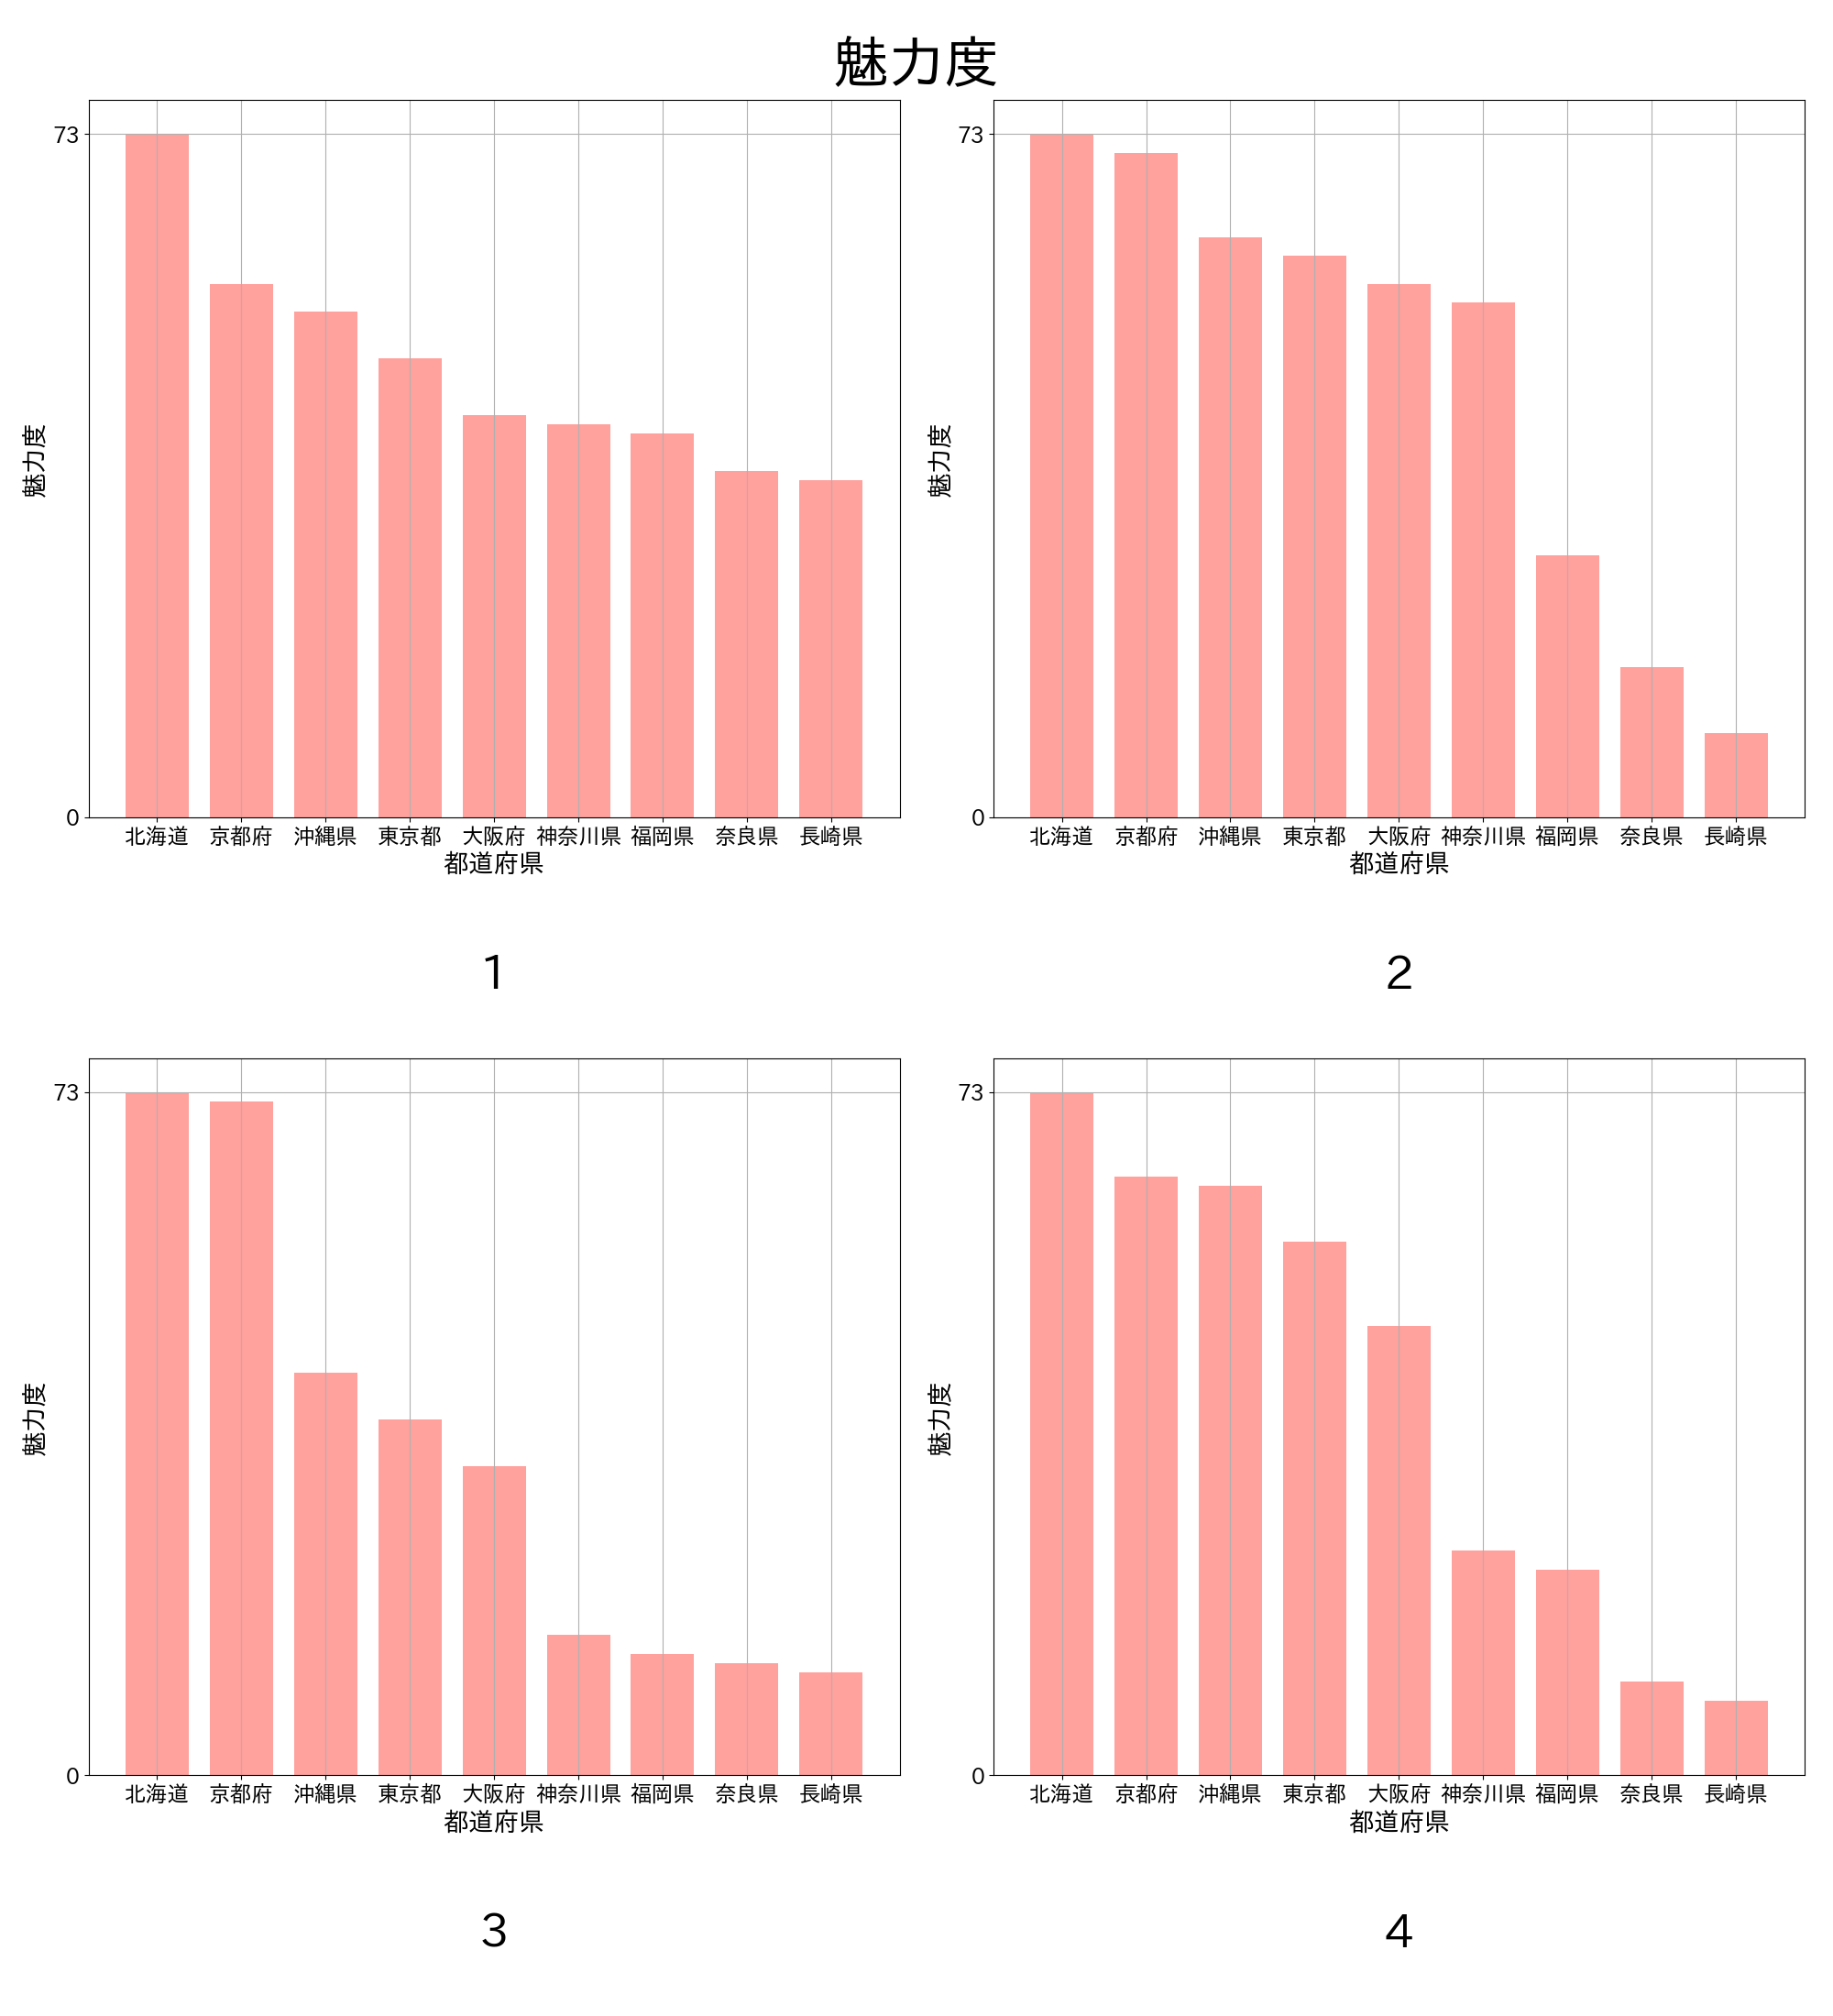 魅力度
73
0
魅力度
北海道 京都府 沖縄県 東京都 大阪府 神奈川県 福岡県 奈良県 長崎県
都道府県
1
73
0
魅力度
北海道 京都府 沖縄県 東京都 大阪府 神奈川県 福岡県 奈良県 長崎県
都道府県
2
73
0
魅力度
北海道 京都府 沖縄県 東京都 大阪府 神奈川県 福岡県 奈良県 長崎県
都道府県
3
73
0
魅力度
北海道 京都府 沖縄県 東京都 大阪府 神奈川県 福岡県 奈良県 長崎県
都道府県
4